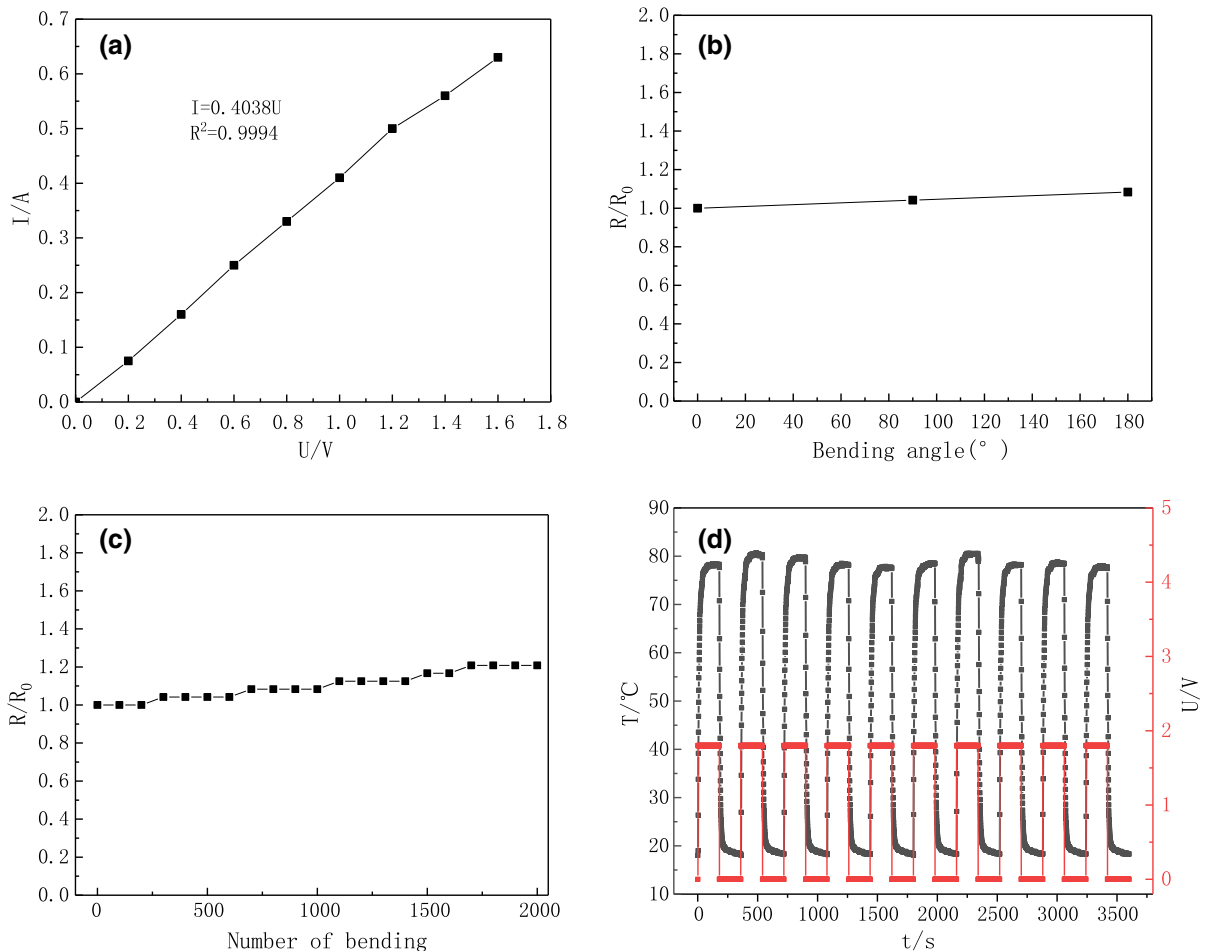 (a)
I=0.4038U
R²=0.9994
0.7
0.6
0.5
0.4
0.3
0.2
0.1
0.0
I/A
0.0 0.2 0.4 0.6 0.8 1.0 1.2 1.4 1.6 1.8
U/V
(b)
2.0
1.8
1.6
1.4
1.2
1.0
0.8
0.6
0.4
0.2
0.0
R/R₀
0 20 40 60 80 100 120 140 160 180
Bending angle(°)
(c)
2.0
1.8
1.6
1.4
1.2
1.0
0.8
0.6
0.4
0.2
0.0
R/R₀
0 500 1000 1500 2000
Number of bending
(d)
90
80
70
60
50
40
30
20
10
T/℃
5
4
3
2
1
0
U/V
0 500 1000 1500 2000 2500 3000 3500
t/s